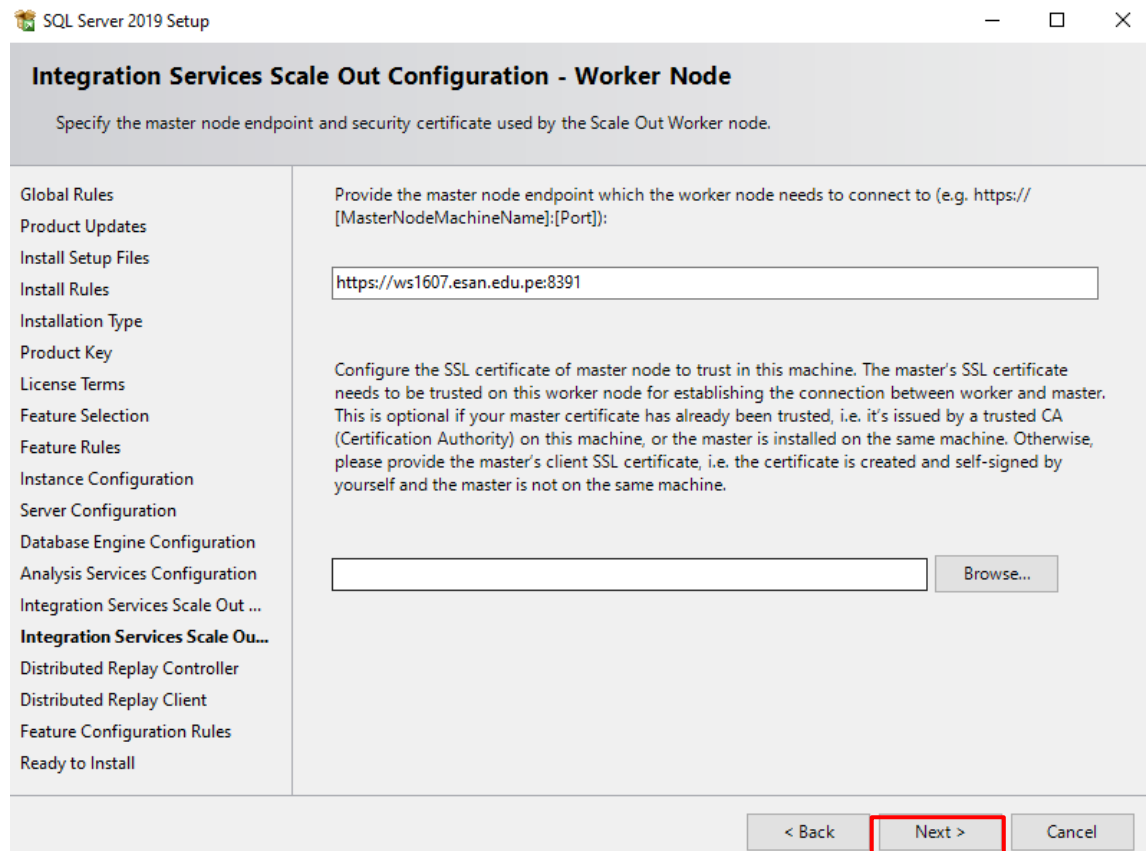 SQL Server 2019 Setup
Integration Services Scale Out Configuration - Worker Node
Specify the master node endpoint and security certificate used by the Scale Out Worker node.
Global Rules
Product Updates
Install Setup Files
Install Rules
Installation Type
Product Key
License Terms
Feature Selection
Feature Rules
Instance Configuration
Server Configuration
Database Engine Configuration
Analysis Services Configuration
Integration Services Scale Out ...
Integration Services Scale Ou...
Distributed Replay Controller
Distributed Replay Client
Feature Configuration Rules
Ready to Install
Provide the master node endpoint which the worker node needs to connect to (e.g. https://
[MasterNodeMachineName]:[Port]):
https://ws1607.esan.edu.pe:8391
Configure the SSL certificate of master node to trust in this machine. The master's SSL certificate
needs to be trusted on this worker node for establishing the connection between worker and master.
This is optional if your master certificate has already been trusted, i.e. it's issued by a trusted CA
(Certification Authority) on this machine, or the master is installed on the same machine. Otherwise,
please provide the master's client SSL certificate, i.e. the certificate is created and self-signed by
yourself and the master is not on the same machine.
Browse...
< Back
Next >
Cancel